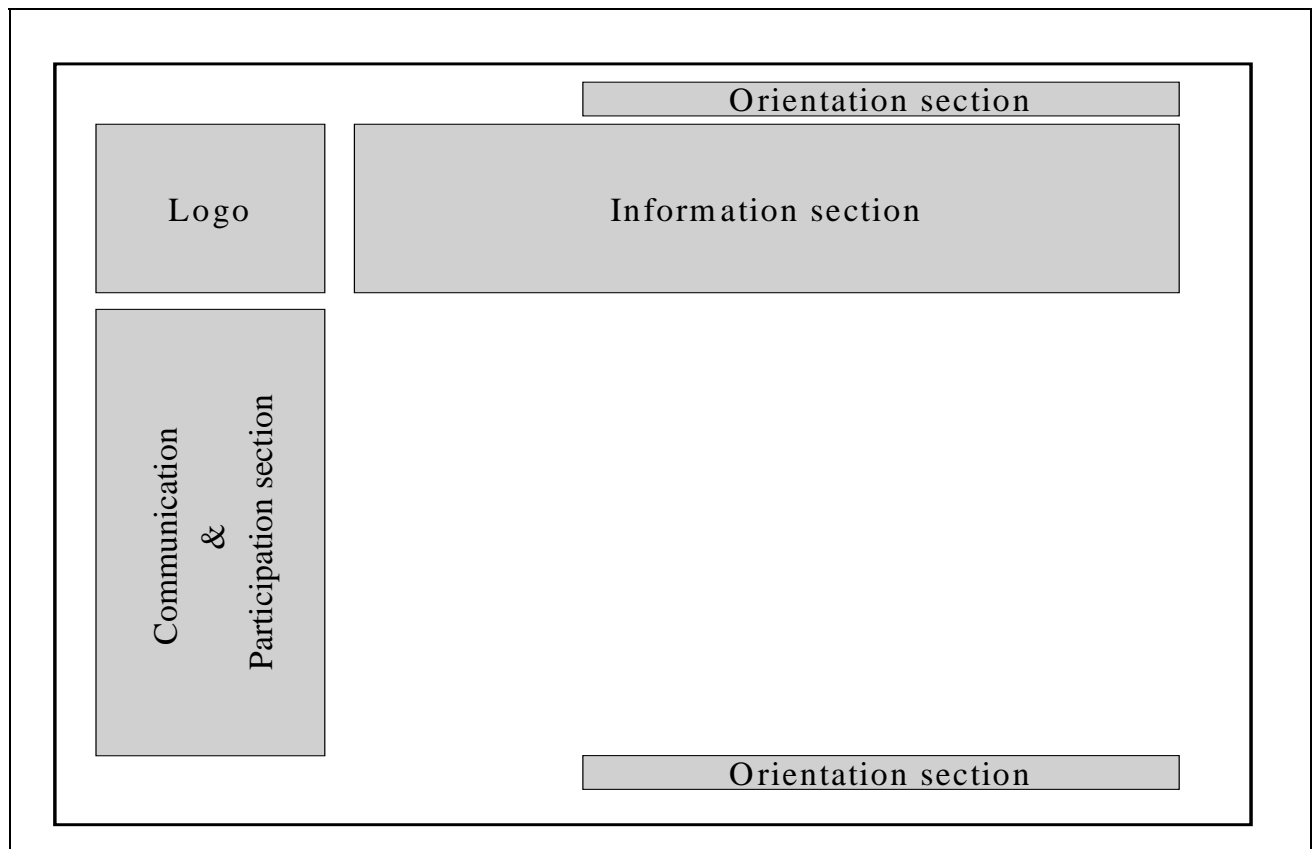 Orientation section
Logo
Information section
Communication
&
Participation section
Orientation section